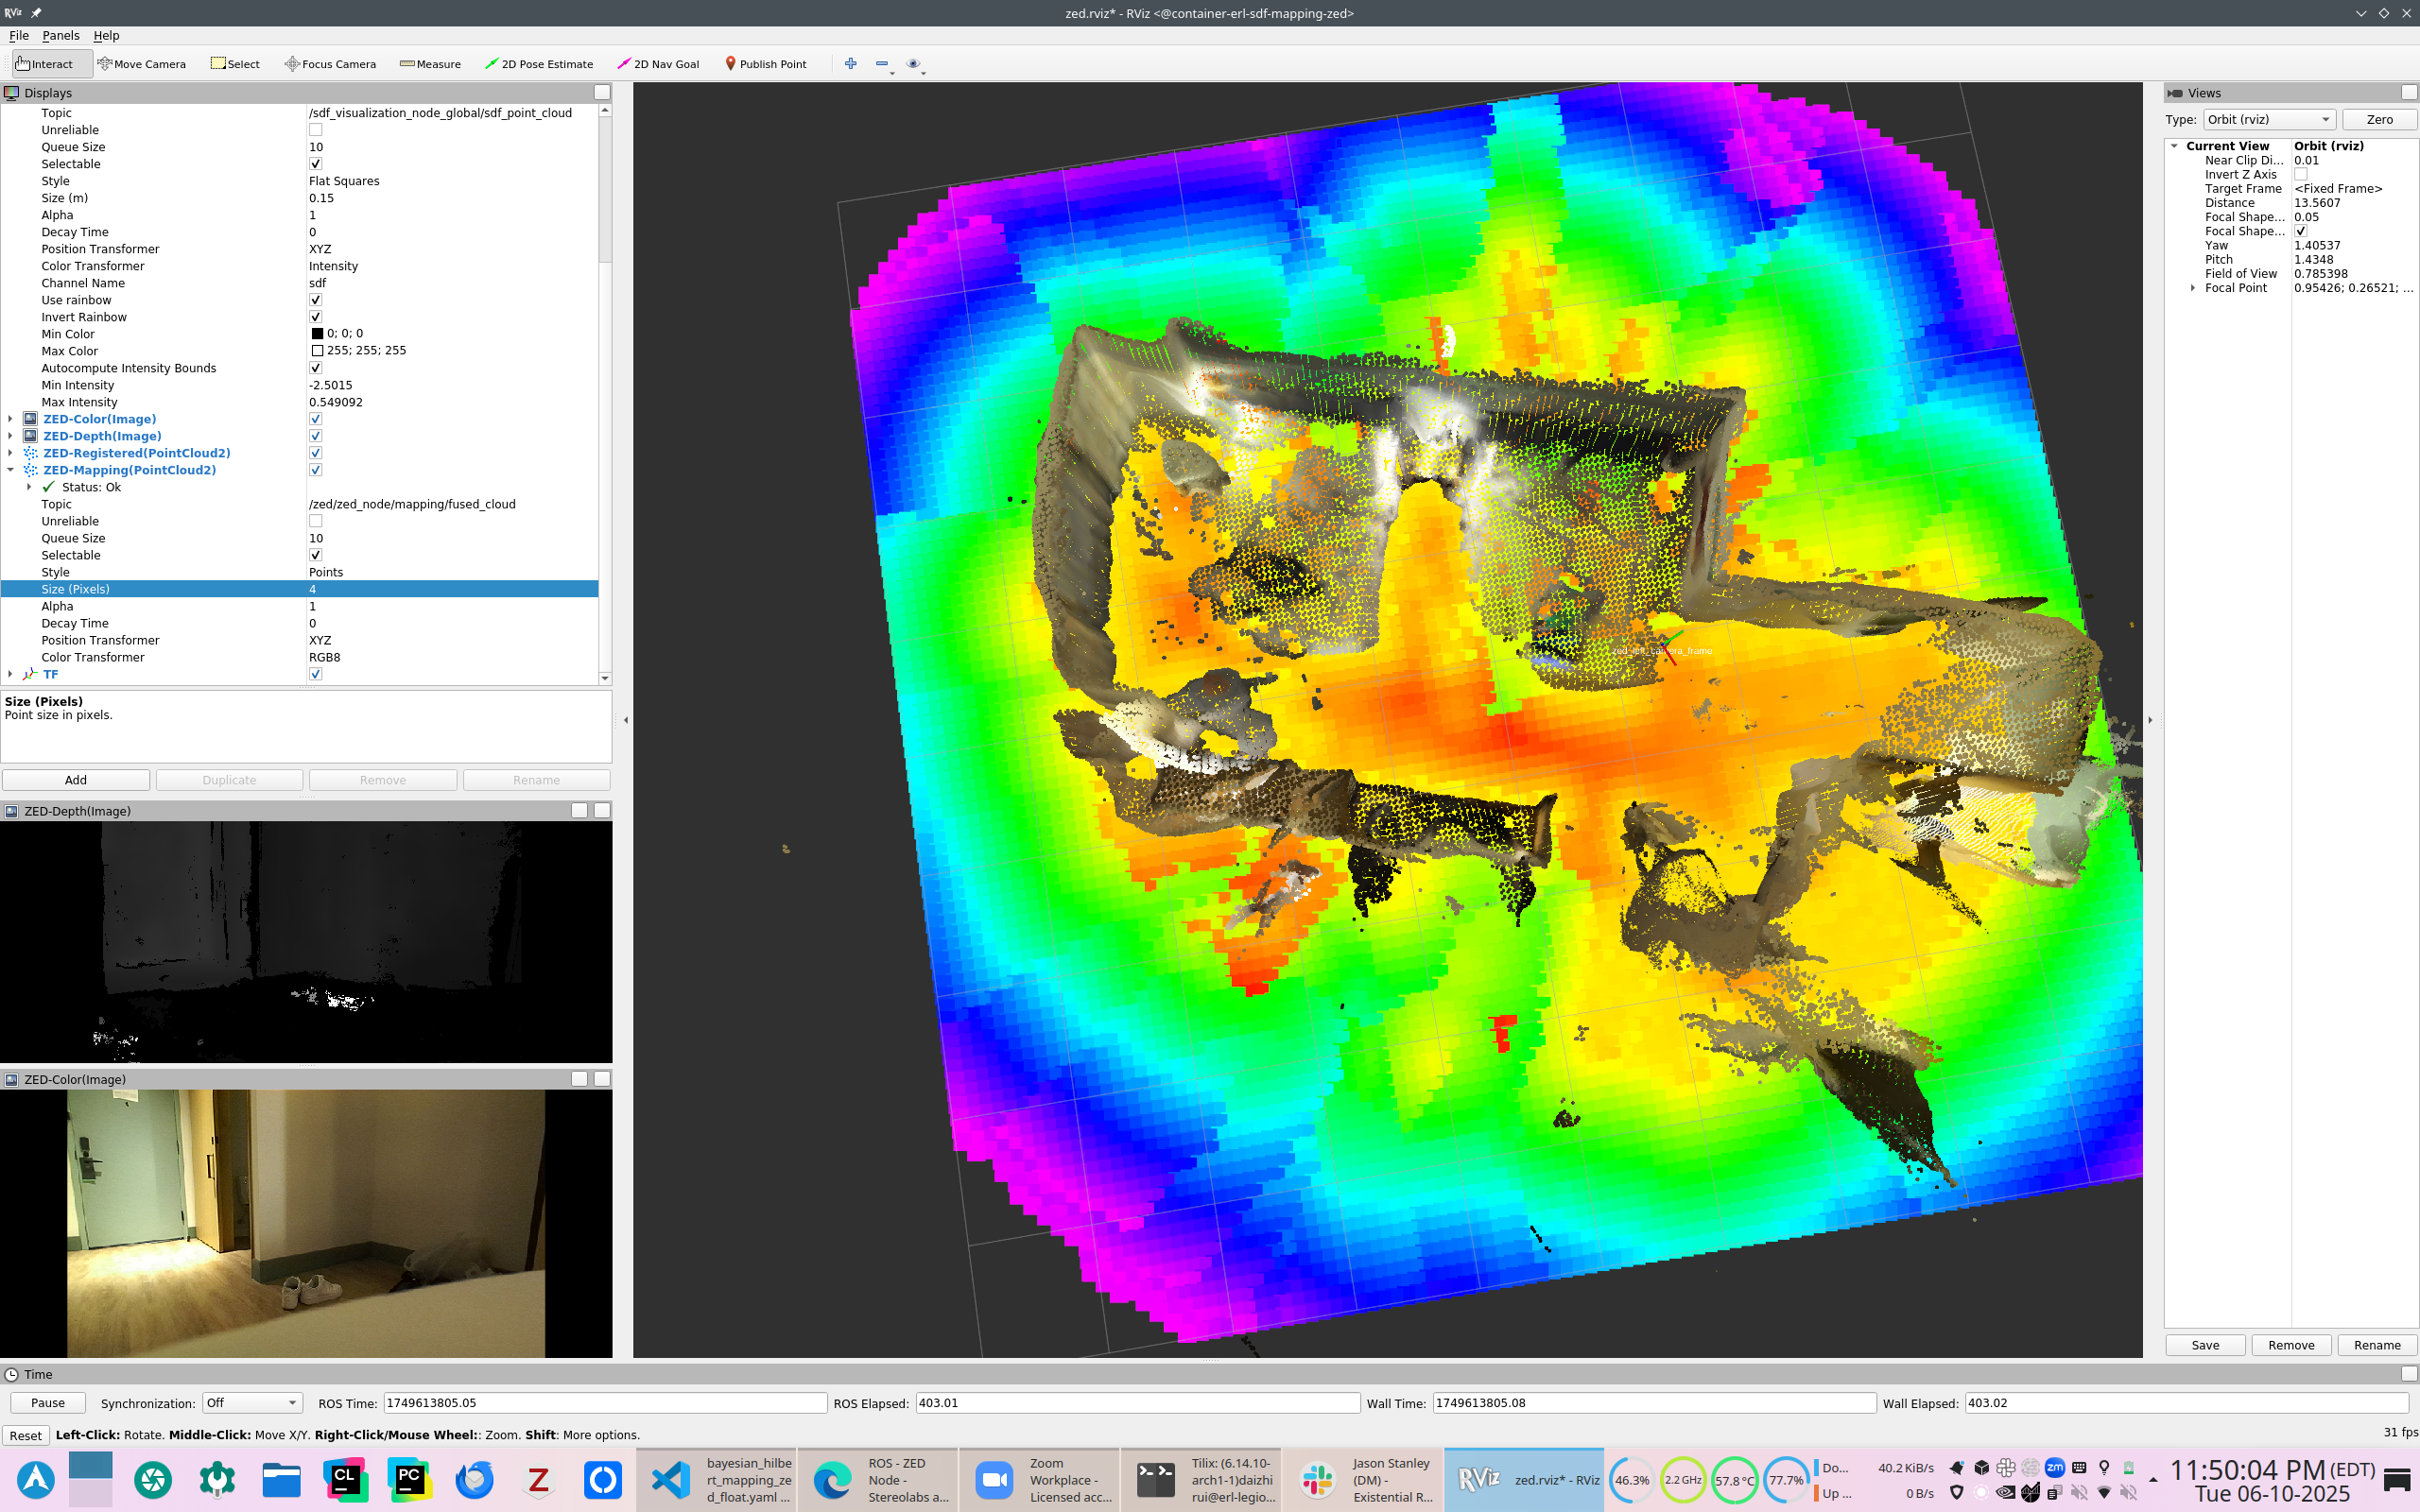 zed.rviz* - RViz <@container-erl-sdf-mapping-zed>
File Panels Help
Interact Move Camera Select Focus Camera Measure 2D Pose Estimate 2D Nav Goal Publish Point
Displays
Topic /sdf_visualization_node_global/sdf_point_cloud
Unreliable
Queue Size 10
Selectable
Style Flat Squares
Size (m) 0.15
Alpha 1
Decay Time 0
Position Transformer XYZ
Color Transformer Intensity
Channel Name sdf
Use rainbow
Invert Rainbow
Min Color 0; 0; 0
Max Color 255; 255; 255
Autocompute Intensity Bounds
Min Intensity -2.5015
Max Intensity 0.549092
ZED-Color(Image)
ZED-Depth(Image)
ZED-Registered(PointCloud2)
ZED-Mapping(PointCloud2)
Status: Ok
Topic /zed/zed_node/mapping/fused_cloud
Unreliable
Queue Size 10
Selectable
Style Points
Size (Pixels) 4
Alpha 1
Decay Time 0
Position Transformer XYZ
Color Transformer RGB8
TF
Size (Pixels)
Point size in pixels.
Add Duplicate Remove Rename
ZED-Depth(Image)
ZED-Color(Image)
zed_left_camera_frame
Views
Type: Orbit (rviz) Zero
Current View Orbit (rviz)
Near Clip Di... 0.01
Invert Z Axis
Target Frame <Fixed Frame>
Distance 13.5607
Focal Shape... 0.05
Focal Shape...
Yaw 1.40537
Pitch 1.4348
Field of View 0.785398
Focal Point 0.95426; 0.26521; ...
Save Remove Rename
Time
Pause Synchronization: Off ROS Time: 1749613805.05 ROS Elapsed: 403.01 Wall Time: 1749613805.08 Wall Elapsed: 403.02
Reset Left-Click: Rotate. Middle-Click: Move X/Y. Right-Click/Mouse Wheel:: Zoom. Shift: More options. 31 fps
CL
PC
Z
bayesian_hilbe
rt_mapping_ze
d_float.yaml ...
ROS - ZED
Node -
Stereolabs a...
Zoom
Workplace -
Licensed acc...
Tilix: (6.14.10-
arch1-1)daizhi
rui@erl-legio...
Jason Stanley
(DM) -
Existential R...
RViz
zed.rviz* - RViz
46.3%
2.2 GHz
57.8 °C
77.7%
Do... 40.2 KiB/s
Up ... 0 B/s
zm
11:50:04 PM (EDT)
Tue 06-10-2025